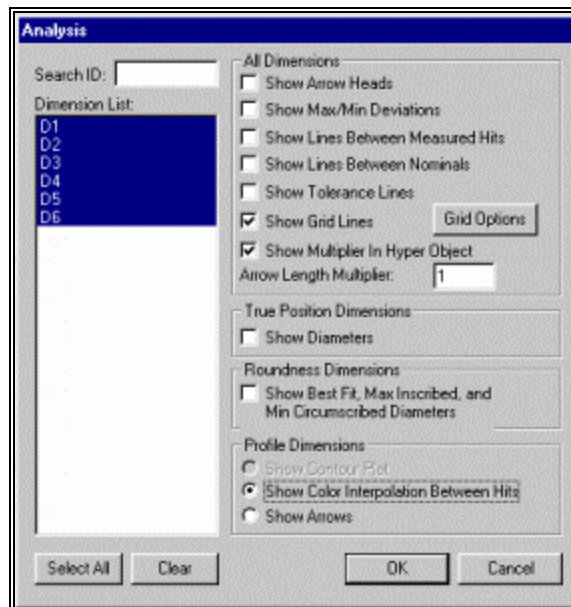 Analysis
Search ID:
Dimension List:
D1
D2
D3
D4
D5
D6
Select All
Clear
All Dimensions
Show Arrow Heads
Show Max/Min Deviations
Show Lines Between Measured Hits
Show Lines Between Nominals
Show Tolerance Lines
Show Grid Lines
Grid Options
Show Multiplier In Hyper Object
Arrow Length Multiplier:
1
True Position Dimensions
Show Diameters
Roundness Dimensions
Show Best Fit, Max Inscribed, and
Min Circumscribed Diameters
Profile Dimensions
Show Contour Plot
Show Color Interpolation Between Hits
Show Arrows
OK
Cancel